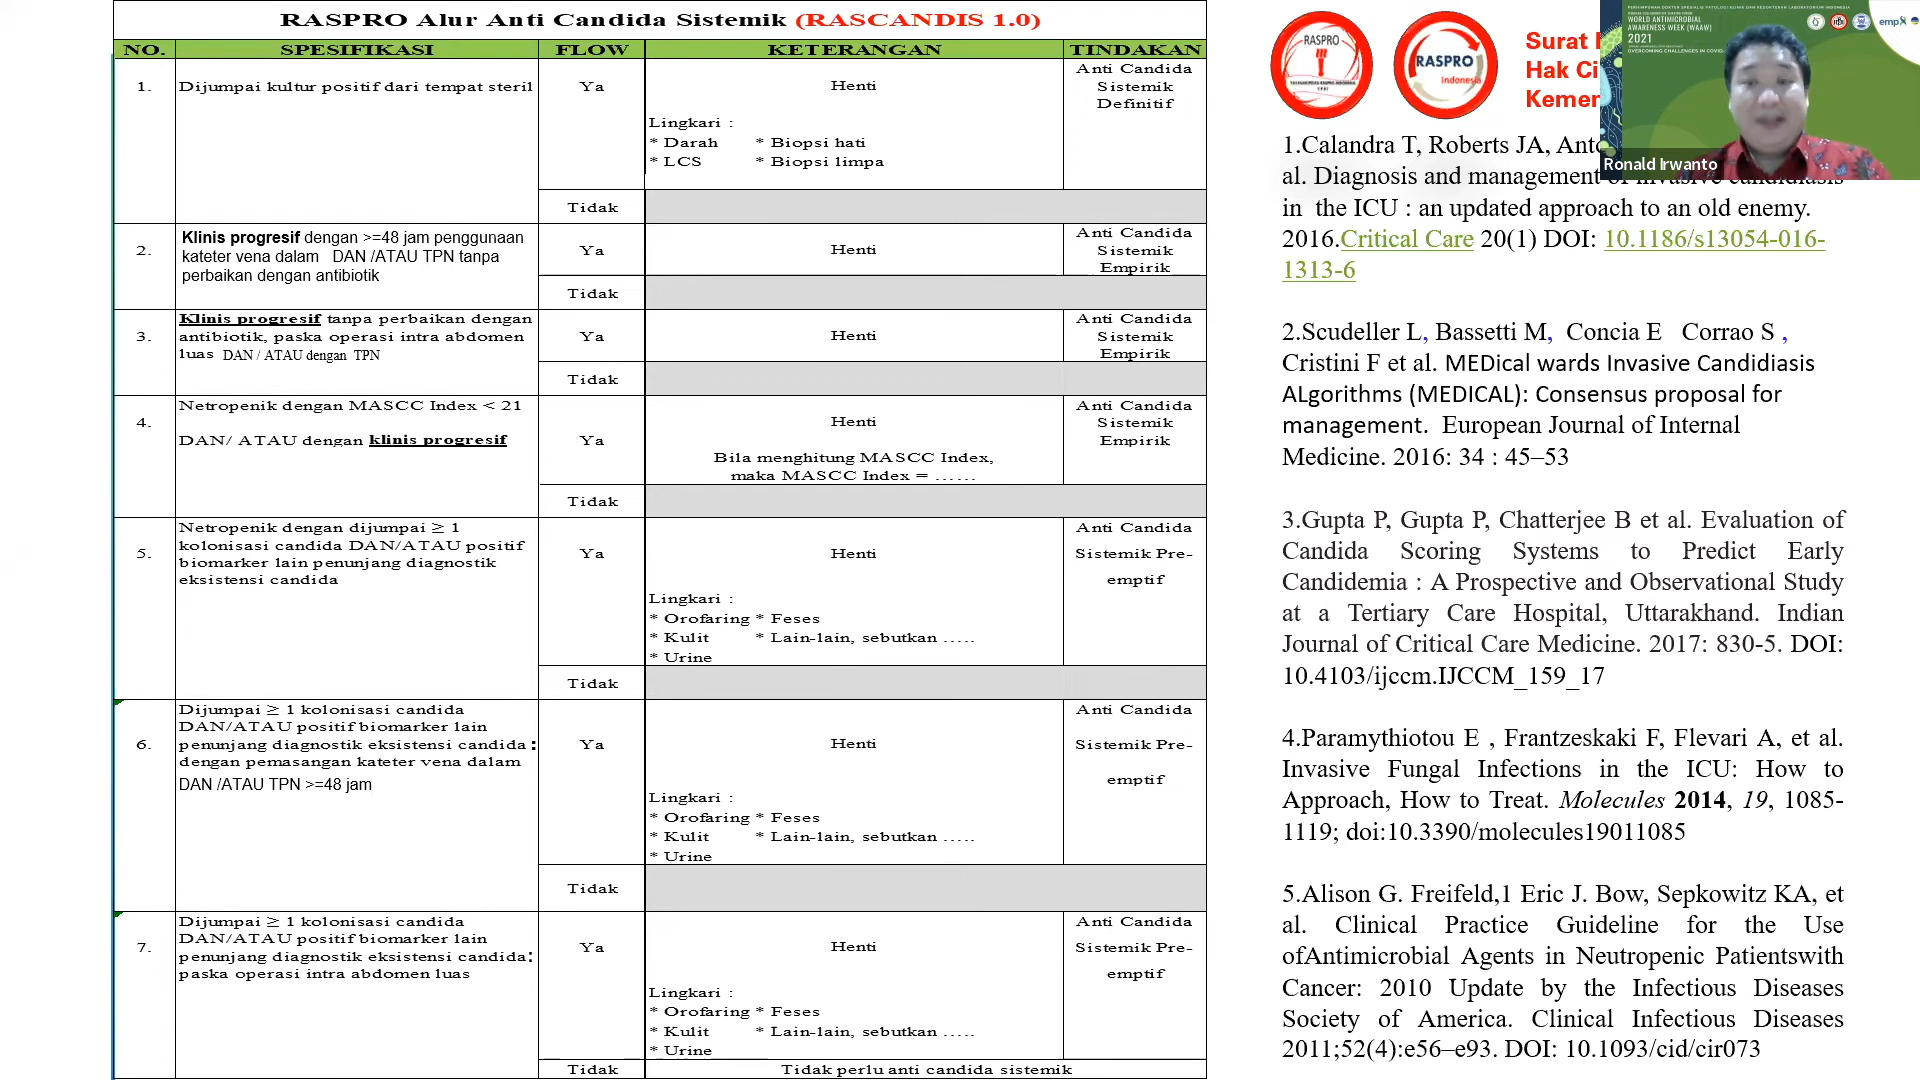 RASPRO Alur Anti Candida Sistemik (RASCANDIS 1.0)
NO. SPESIFIKASI FLOW KETERANGAN TINDAKAN
1. Dijumpai kultur positif dari tempat steril Ya Henti
Anti Candida
Sistemik
Definitif
Lingkari :
* Darah * Biopsi hati
* LCS * Biopsi limpa
Tidak
2. Klinis progresif dengan >=48 jam penggunaan
kateter vena dalam DAN /ATAU TPN tanpa
perbaikan dengan antibiotik
Ya Henti
Anti Candida
Sistemik
Empirik
Tidak
3. Klinis progresif tanpa perbaikan dengan
antibiotik, paska operasi intra abdomen
luas DAN / ATAU dengan TPN
Ya Henti
Anti Candida
Sistemik
Empirik
Tidak
4. Netropenik dengan MASCC Index < 21
DAN/ ATAU dengan klinis progresif
Ya Henti
Bila menghitung MASCC Index,
maka MASCC Index = ……
Anti Candida
Sistemik
Empirik
Tidak
5. Netropenik dengan dijumpai ≥ 1
kolonisasi candida DAN/ATAU positif
biomarker lain penunjang diagnostik
eksistensi candida
Ya Henti
Anti Candida
Sistemik Pre-
emptif
Lingkari :
* Orofaring * Feses
* Kulit * Lain-lain, sebutkan …..
* Urine
Tidak
6. Dijumpai ≥ 1 kolonisasi candida
DAN/ATAU positif biomarker lain
penunjang diagnostik eksistensi candida :
dengan pemasangan kateter vena dalam
DAN /ATAU TPN >=48 jam
Ya Henti
Anti Candida
Sistemik Pre-
emptif
Lingkari :
* Orofaring * Feses
* Kulit * Lain-lain, sebutkan …..
* Urine
Tidak
7. Dijumpai ≥ 1 kolonisasi candida
DAN/ATAU positif biomarker lain
penunjang diagnostik eksistensi candida:
paska operasi intra abdomen luas
Ya Henti
Anti Candida
Sistemik Pre-
emptif
Lingkari :
* Orofaring * Feses
* Kulit * Lain-lain, sebutkan …..
* Urine
Tidak Tidak perlu anti candida sistemik
RASPRO
RASPRO
Indonesia
Surat
Hak Ci
Kemer
WORLD ANTIMICROBIAL
AWARENESS WEEK (WAAW)
2021
OVERCOMING CHALLENGES IN COVID
Ronald Irwanto
1.Calandra T, Roberts JA, Anto
al. Diagnosis and management of invasive candidiasis
in the ICU : an updated approach to an old enemy.
2016.Critical Care 20(1) DOI: 10.1186/s13054-016-
1313-6
2.Scudeller L, Bassetti M, Concia E Corrao S ,
Cristini F et al. MEDical wards Invasive Candidiasis
ALgorithms (MEDICAL): Consensus proposal for
management. European Journal of Internal
Medicine. 2016: 34 : 45–53
3.Gupta P, Gupta P, Chatterjee B et al. Evaluation of
Candida Scoring Systems to Predict Early
Candidemia : A Prospective and Observational Study
at a Tertiary Care Hospital, Uttarakhand. Indian
Journal of Critical Care Medicine. 2017: 830-5. DOI:
10.4103/ijccm.IJCCM_159_17
4.Paramythiotou E , Frantzeskaki F, Flevari A, et al.
Invasive Fungal Infections in the ICU: How to
Approach, How to Treat. Molecules 2014, 19, 1085-
1119; doi:10.3390/molecules19011085
5.Alison G. Freifeld,1 Eric J. Bow, Sepkowitz KA, et
al. Clinical Practice Guideline for the Use
ofAntimicrobial Agents in Neutropenic Patientswith
Cancer: 2010 Update by the Infectious Diseases
Society of America. Clinical Infectious Diseases
2011;52(4):e56–e93. DOI: 10.1093/cid/cir073